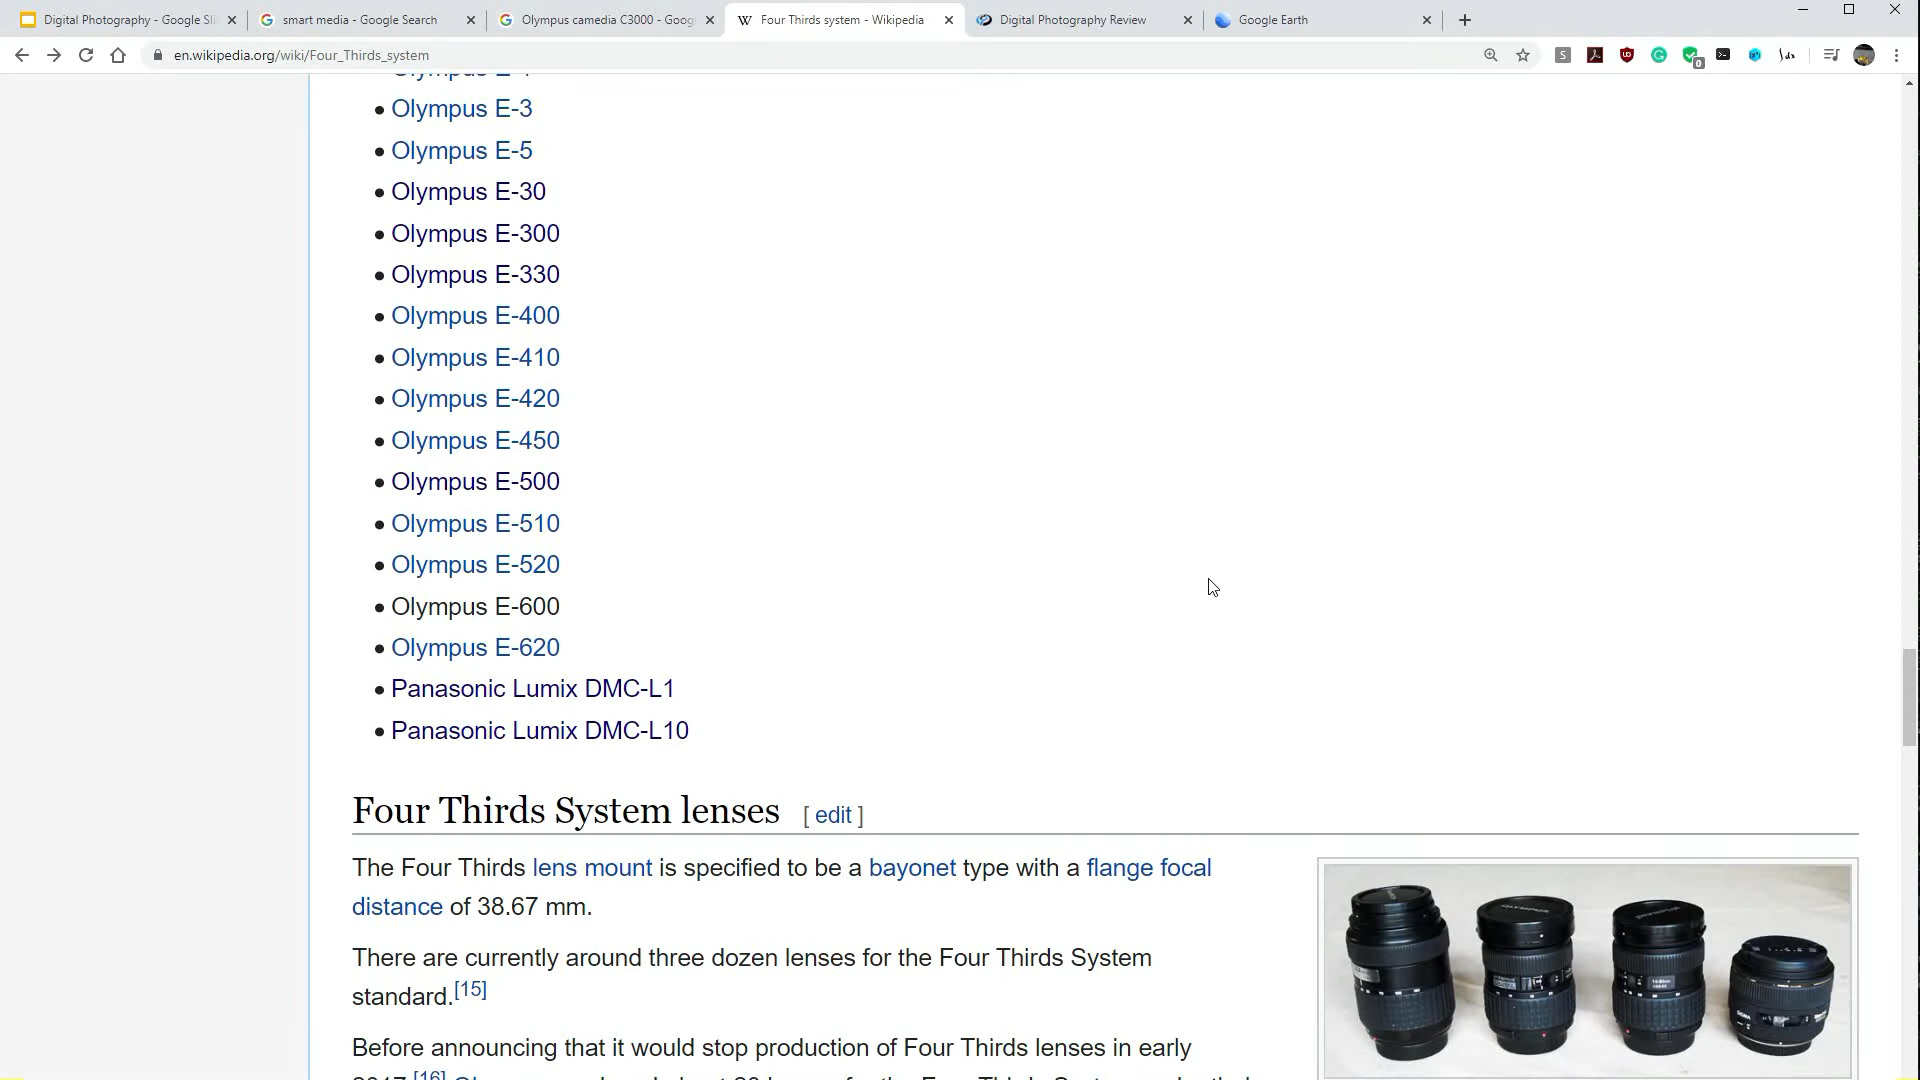 Digital Photography - Google Sli
smart media - Google Search
Olympus camedia C3000 - Goog
Four Thirds system - Wikipedia
Digital Photography Review
Google Earth
en.wikipedia.org/wiki/Four_Thirds_system
• Olympus E-3
• Olympus E-5
• Olympus E-30
• Olympus E-300
• Olympus E-330
• Olympus E-400
• Olympus E-410
• Olympus E-420
• Olympus E-450
• Olympus E-500
• Olympus E-510
• Olympus E-520
• Olympus E-600
• Olympus E-620
• Panasonic Lumix DMC-L1
• Panasonic Lumix DMC-L10
Four Thirds System lenses [ edit ]
The Four Thirds lens mount is specified to be a bayonet type with a flange focal
distance of 38.67 mm.
There are currently around three dozen lenses for the Four Thirds System
standard.[15]
Before announcing that it would stop production of Four Thirds lenses in early